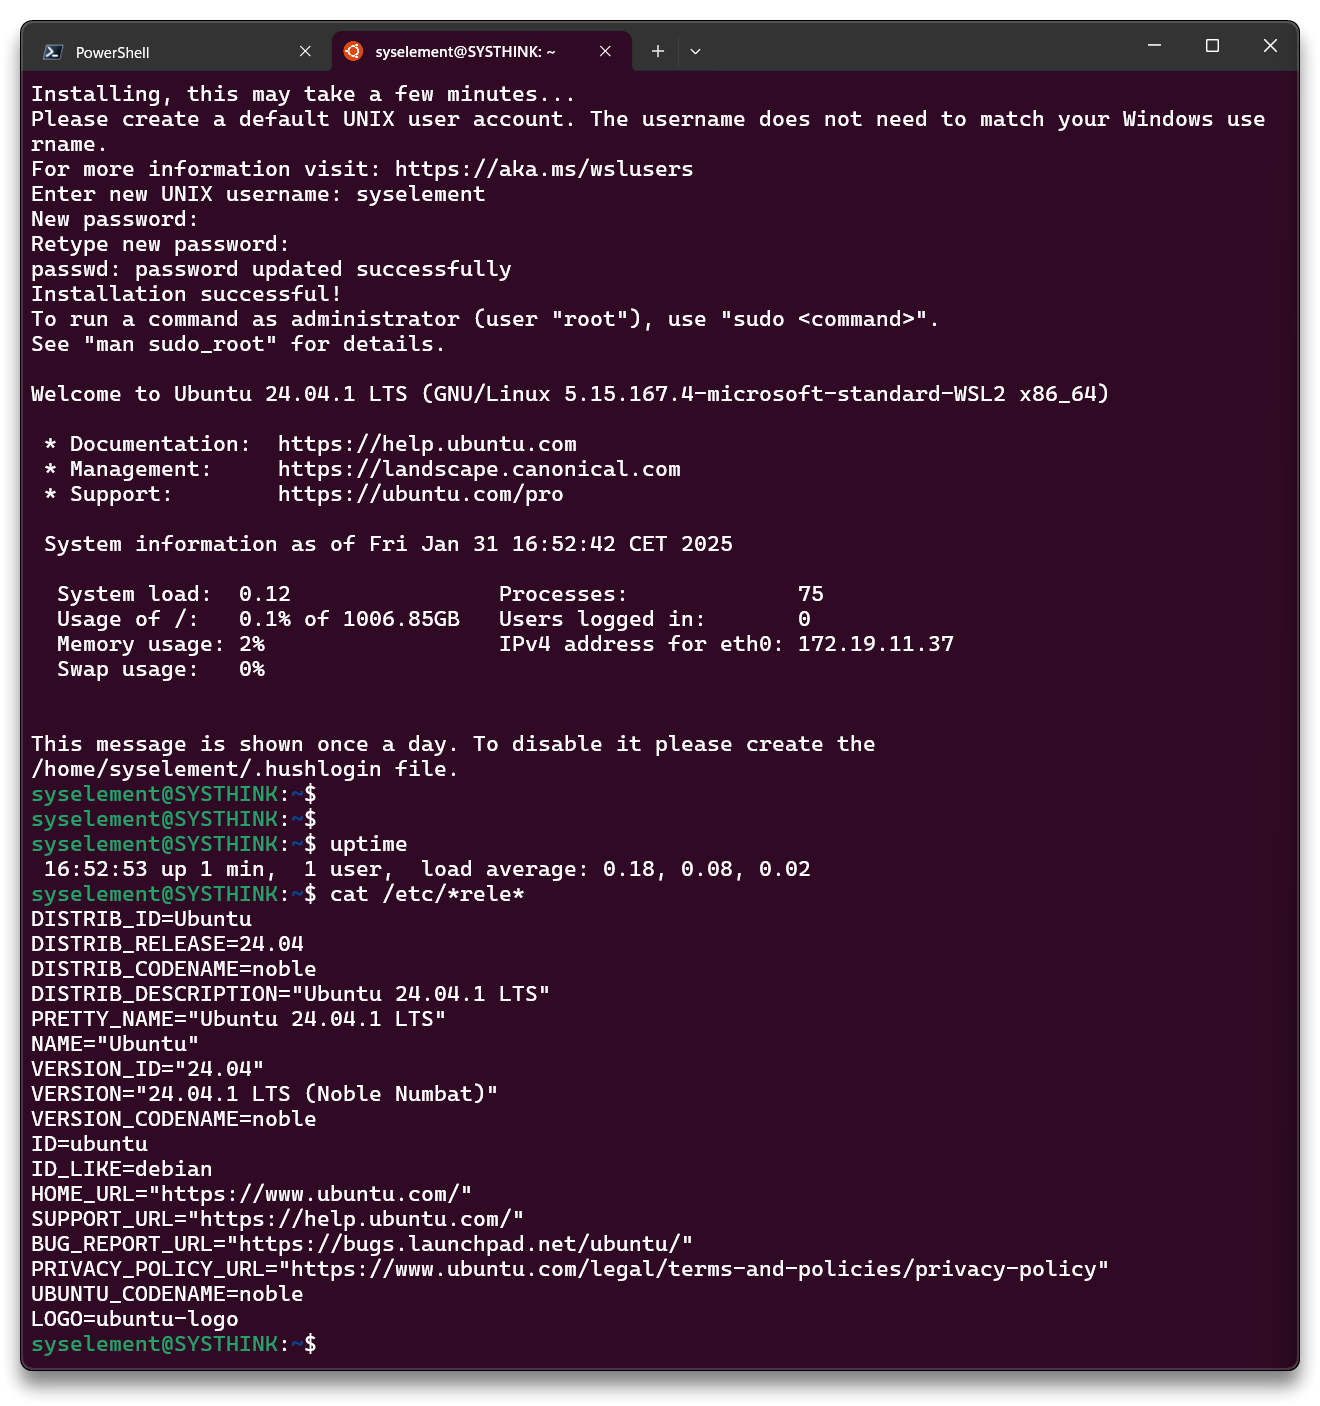 PowerShell
syselement@SYSTHINK: ~
Installing, this may take a few minutes...
Please create a default UNIX user account. The username does not need to match your Windows use
rname.
For more information visit: https://aka.ms/wslusers
Enter new UNIX username: syselement
New password:
Retype new password:
passwd: password updated successfully
Installation successful!
To run a command as administrator (user "root"), use "sudo <command>".
See "man sudo_root" for details.

Welcome to Ubuntu 24.04.1 LTS (GNU/Linux 5.15.167.4-microsoft-standard-WSL2 x86_64)

 * Documentation:  https://help.ubuntu.com
 * Management:     https://landscape.canonical.com
 * Support:        https://ubuntu.com/pro

 System information as of Fri Jan 31 16:52:42 CET 2025

  System load:  0.12                Processes:             75
  Usage of /:   0.1% of 1006.85GB   Users logged in:       0
  Memory usage: 2%                  IPv4 address for eth0: 172.19.11.37
  Swap usage:   0%

This message is shown once a day. To disable it please create the
/home/syselement/.hushlogin file.
syselement@SYSTHINK:~$
syselement@SYSTHINK:~$
syselement@SYSTHINK:~$ uptime
 16:52:53 up 1 min,  1 user,  load average: 0.18, 0.08, 0.02
syselement@SYSTHINK:~$ cat /etc/*rele*
DISTRIB_ID=Ubuntu
DISTRIB_RELEASE=24.04
DISTRIB_CODENAME=noble
DISTRIB_DESCRIPTION="Ubuntu 24.04.1 LTS"
PRETTY_NAME="Ubuntu 24.04.1 LTS"
NAME="Ubuntu"
VERSION_ID="24.04"
VERSION="24.04.1 LTS (Noble Numbat)"
VERSION_CODENAME=noble
ID=ubuntu
ID_LIKE=debian
HOME_URL="https://www.ubuntu.com/"
SUPPORT_URL="https://help.ubuntu.com/"
BUG_REPORT_URL="https://bugs.launchpad.net/ubuntu/"
PRIVACY_POLICY_URL="https://www.ubuntu.com/legal/terms-and-policies/privacy-policy"
UBUNTU_CODENAME=noble
LOGO=ubuntu-logo
syselement@SYSTHINK:~$